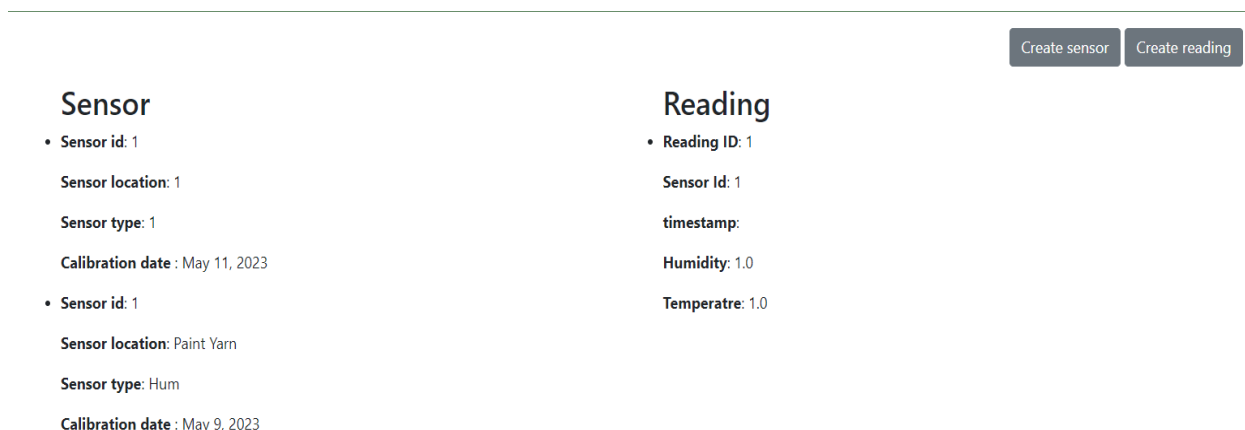 Create sensor Create reading
Sensor
Sensor id: 1
Sensor location: 1
Sensor type: 1
Calibration date : May 11, 2023
Sensor id: 1
Sensor location: Paint Yarn
Sensor type: Hum
Calibration date : May 9, 2023
Reading
Reading ID: 1
Sensor Id: 1
timestamp:
Humidity: 1.0
Temperatre: 1.0